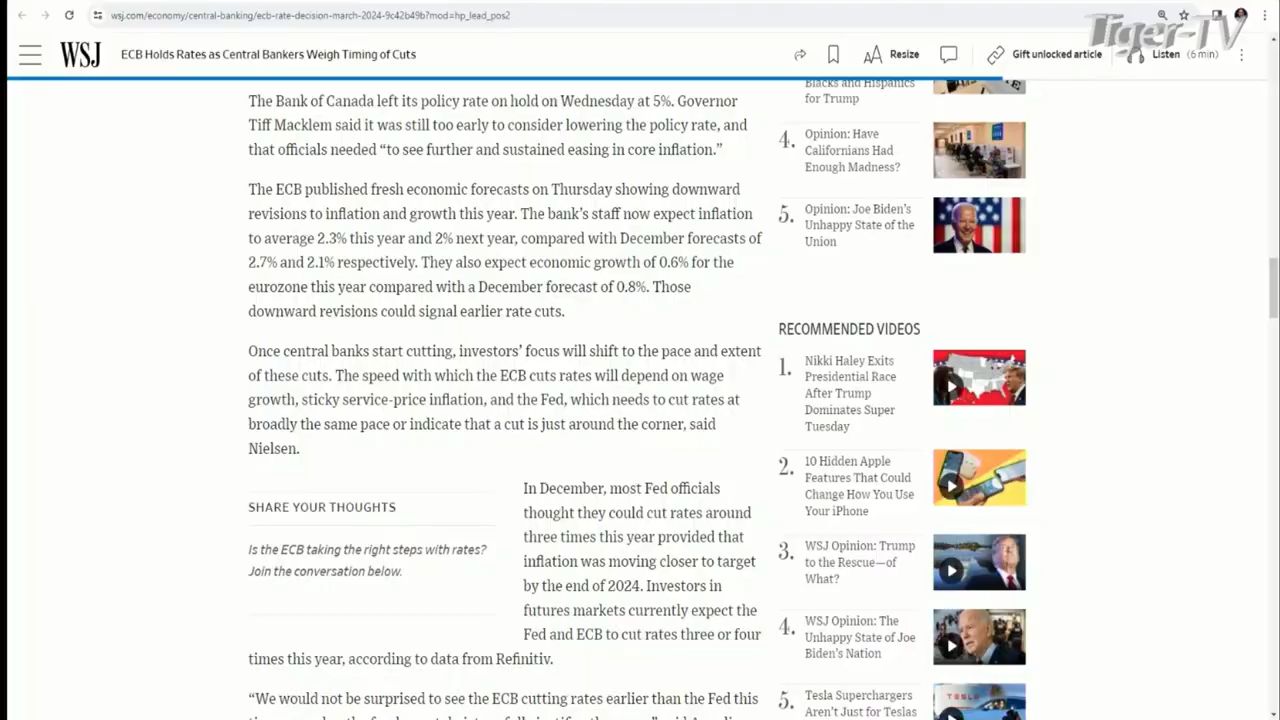 wsj.com/economy/central-banking/ecb-rate-decision-march-2024-9c42b49b?mod=hp_lead_pos2
Tiger-TV
WSJ
ECB Holds Rates as Central Bankers Weigh Timing of Cuts
AA Resize
Gift unlocked article
Listen (6 min)
The Bank of Canada left its policy rate on hold on Wednesday at 5%. Governor
Tiff Macklem said it was still too early to consider lowering the policy rate, and
that officials needed “to see further and sustained easing in core inflation.”
The ECB published fresh economic forecasts on Thursday showing downward
revisions to inflation and growth this year. The bank’s staff now expect inflation
to average 2.3% this year and 2% next year, compared with December forecasts of
2.7% and 2.1% respectively. They also expect economic growth of 0.6% for the
eurozone this year compared with a December forecast of 0.8%. Those
downward revisions could signal earlier rate cuts.
Once central banks start cutting, investors’ focus will shift to the pace and extent
of these cuts. The speed with which the ECB cuts rates will depend on wage
growth, sticky service-price inflation, and the Fed, which needs to cut rates at
broadly the same pace or indicate that a cut is just around the corner, said
Nielsen.
SHARE YOUR THOUGHTS
Is the ECB taking the right steps with rates?
Join the conversation below.
In December, most Fed officials
thought they could cut rates around
three times this year provided that
inflation was moving closer to target
by the end of 2024. Investors in
futures markets currently expect the
Fed and ECB to cut rates three or four
times this year, according to data from Refinitiv.
“We would not be surprised to see the ECB cutting rates earlier than the Fed this
Blacks and Hispanics
for Trump
4.
Opinion: Have
Californians Had
Enough Madness?
5.
Opinion: Joe Biden’s
Unhappy State of the
Union
RECOMMENDED VIDEOS
1.
Nikki Haley Exits
Presidential Race
After Trump
Dominates Super
Tuesday
2.
10 Hidden Apple
Features That Could
Change How You Use
Your iPhone
3.
WSJ Opinion: Trump
to the Rescue—of
What?
4.
WSJ Opinion: The
Unhappy State of Joe
Biden’s Nation
5.
Tesla Superchargers
Aren’t Just for Teslas
TESLA